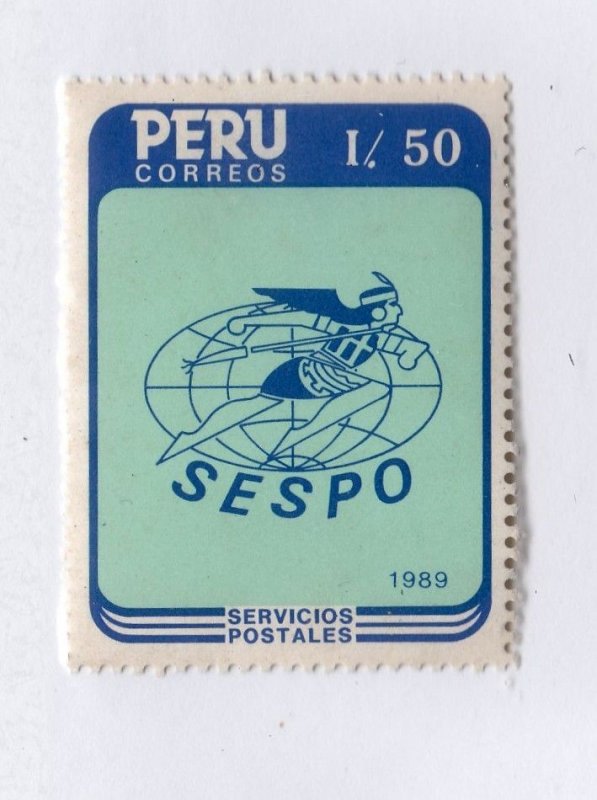 PERU I/. 50
CORREOS
SESPO
1989
SERVICIOS
POSTALES